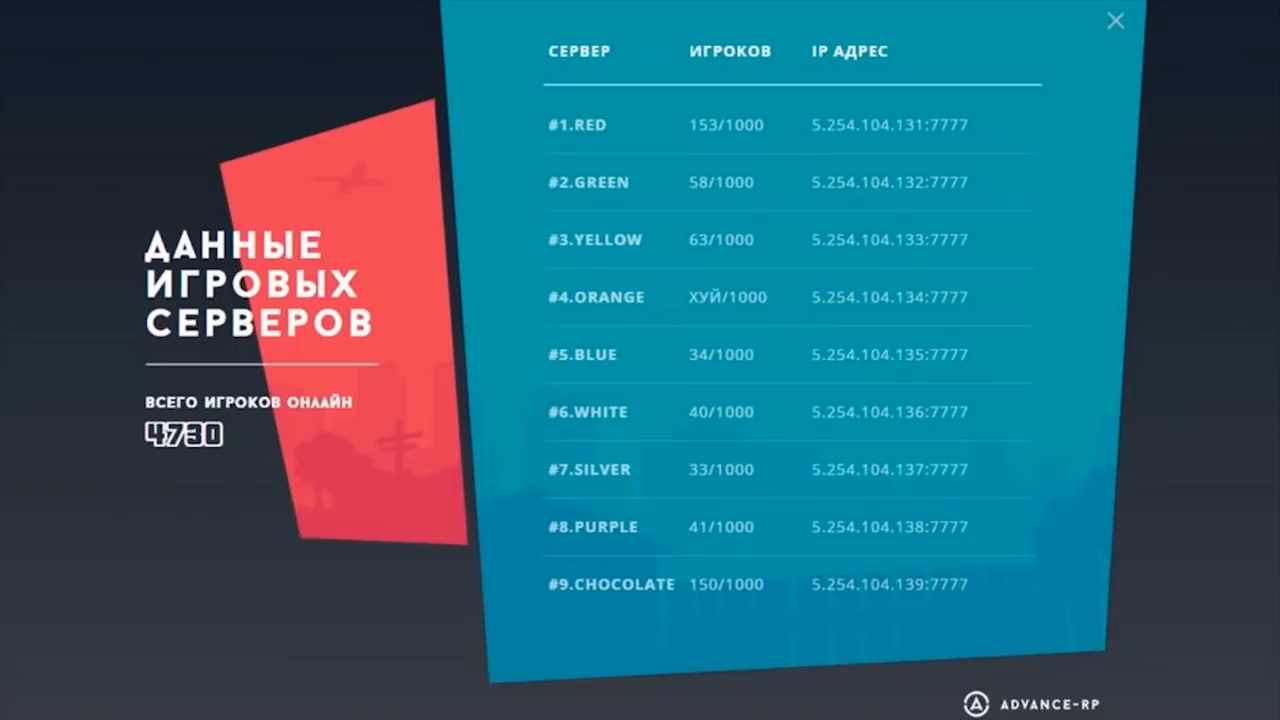 ДАННЫЕ
ИГРОВЫХ
СЕРВЕРОВ
ВСЕГО ИГРОКОВ ОНЛАЙН
4730
СЕРВЕР ИГРОКОВ IP АДРЕС
#1.RED 153/1000 5.254.104.131:7777
#2.GREEN 58/1000 5.254.104.132:7777
#3.YELLOW 63/1000 5.254.104.133:7777
#4.ORANGE ХУЙ/1000 5.254.104.134:7777
#5.BLUE 34/1000 5.254.104.135:7777
#6.WHITE 40/1000 5.254.104.136:7777
#7.SILVER 33/1000 5.254.104.137:7777
#8.PURPLE 41/1000 5.254.104.138:7777
#9.CHOCOLATE 150/1000 5.254.104.139:7777
ADVANCE-RP